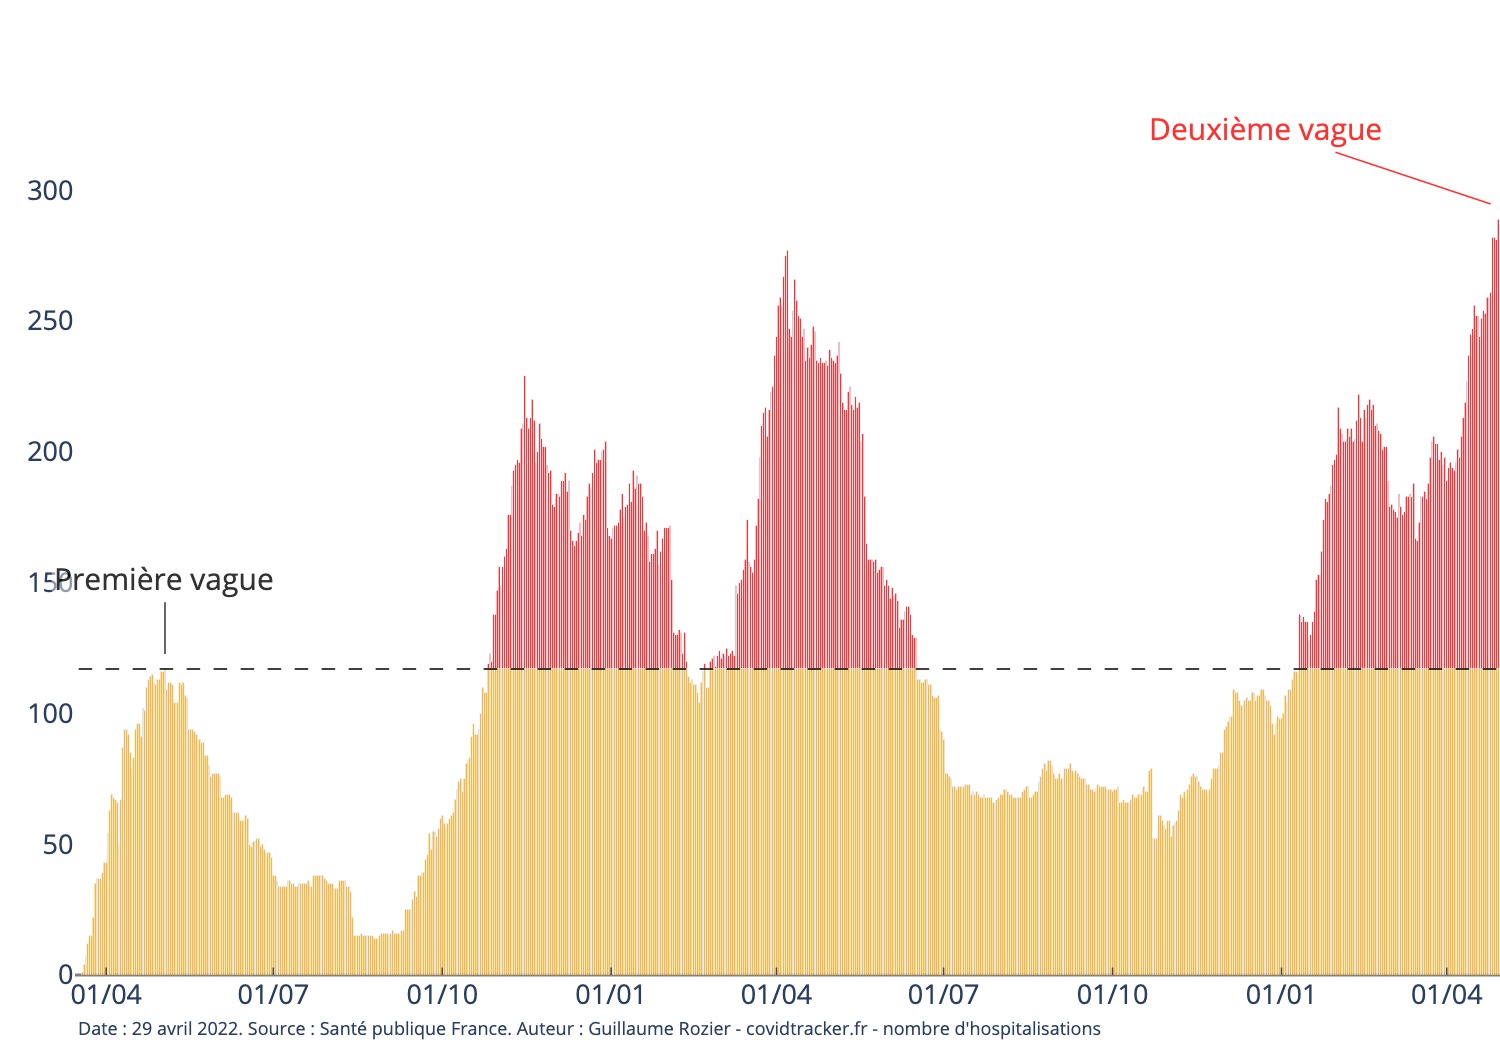 Deuxième vague
300
250
200
150
Première vague
100
50
0
01/04 01/07 01/10 01/01 01/04 01/07 01/10 01/01 01/04
Date : 29 avril 2022. Source : Santé publique France. Auteur : Guillaume Rozier - covidtracker.fr - nombre d'hospitalisations